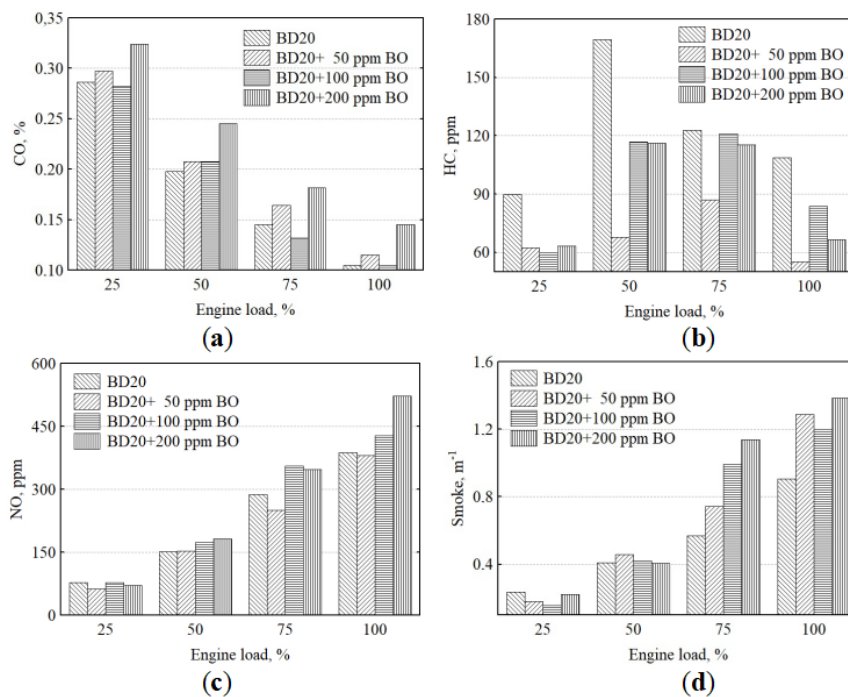 CO, %
0,35
0.30
0.25
0.20
0.15
0.10
BD20
BD20+ 50 ppm BO
BD20+100 ppm BO
BD20+200 ppm BO
25 50 75 100
Engine load, %
(a)
HC, ppm
180
150
120
90
60
BD20
BD20+ 50 ppm BO
BD20+100 ppm BO
BD20+200 ppm BO
25 50 75 100
Engine load, %
(b)
NO, ppm
600
450
300
150
0
BD20
BD20+ 50 ppm BO
BD20+100 ppm BO
BD20+200 ppm BO
25 50 75 100
Engine load, %
(c)
Smoke, m-1
1.6
1.2
0.8
0.4
BD20
BD20+ 50 ppm BO
BD20+100 ppm BO
BD20+200 ppm BO
25 50 75 100
Engine load, %
(d)